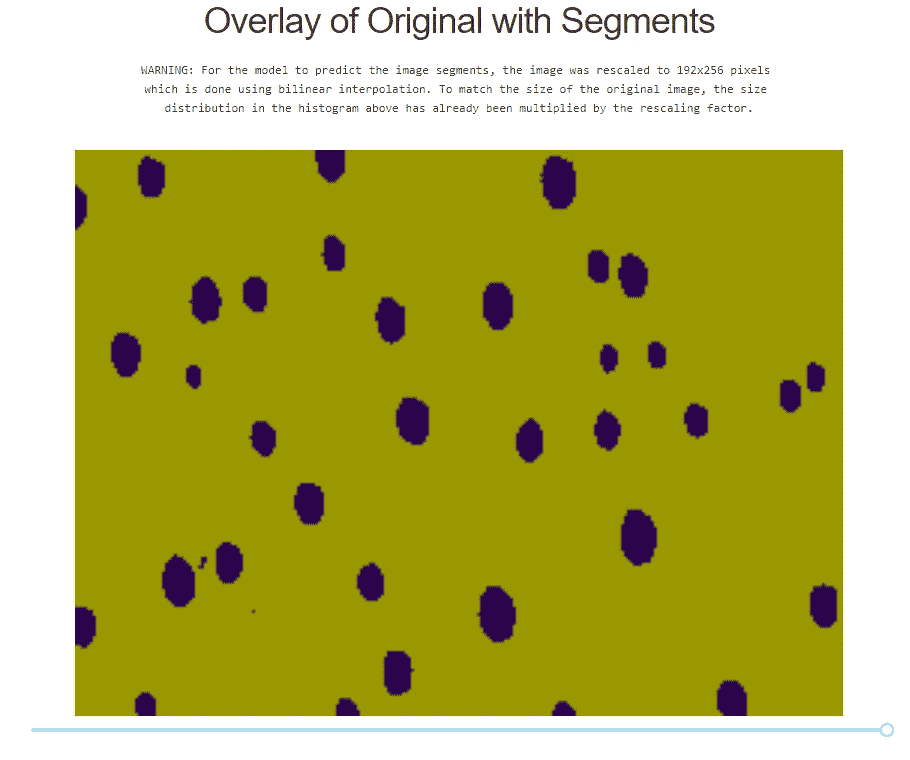 Overlay of Original with Segments
WARNING: For the model to predict the image segments, the image was rescaled to 192x256 pixels
which is done using bilinear interpolation. To match the size of the original image, the size
distribution in the histogram above has already been multiplied by the rescaling factor.